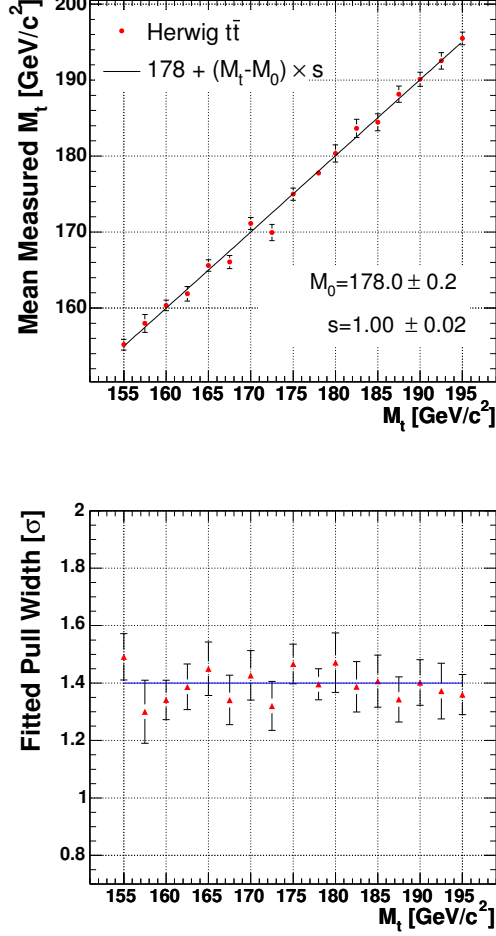 200
Herwig tt̄
178 + (Mt-M0) × s
190
180
170
160
Mean Measured Mt [GeV/c²]
M0=178.0 ± 0.2
s=1.00 ± 0.02
155 160 165 170 175 180 185 190 195
Mt [GeV/c²]
2
1.8
1.6
1.4
1.2
1
0.8
Fitted Pull Width [σ]
155 160 165 170 175 180 185 190 195
Mt [GeV/c²]